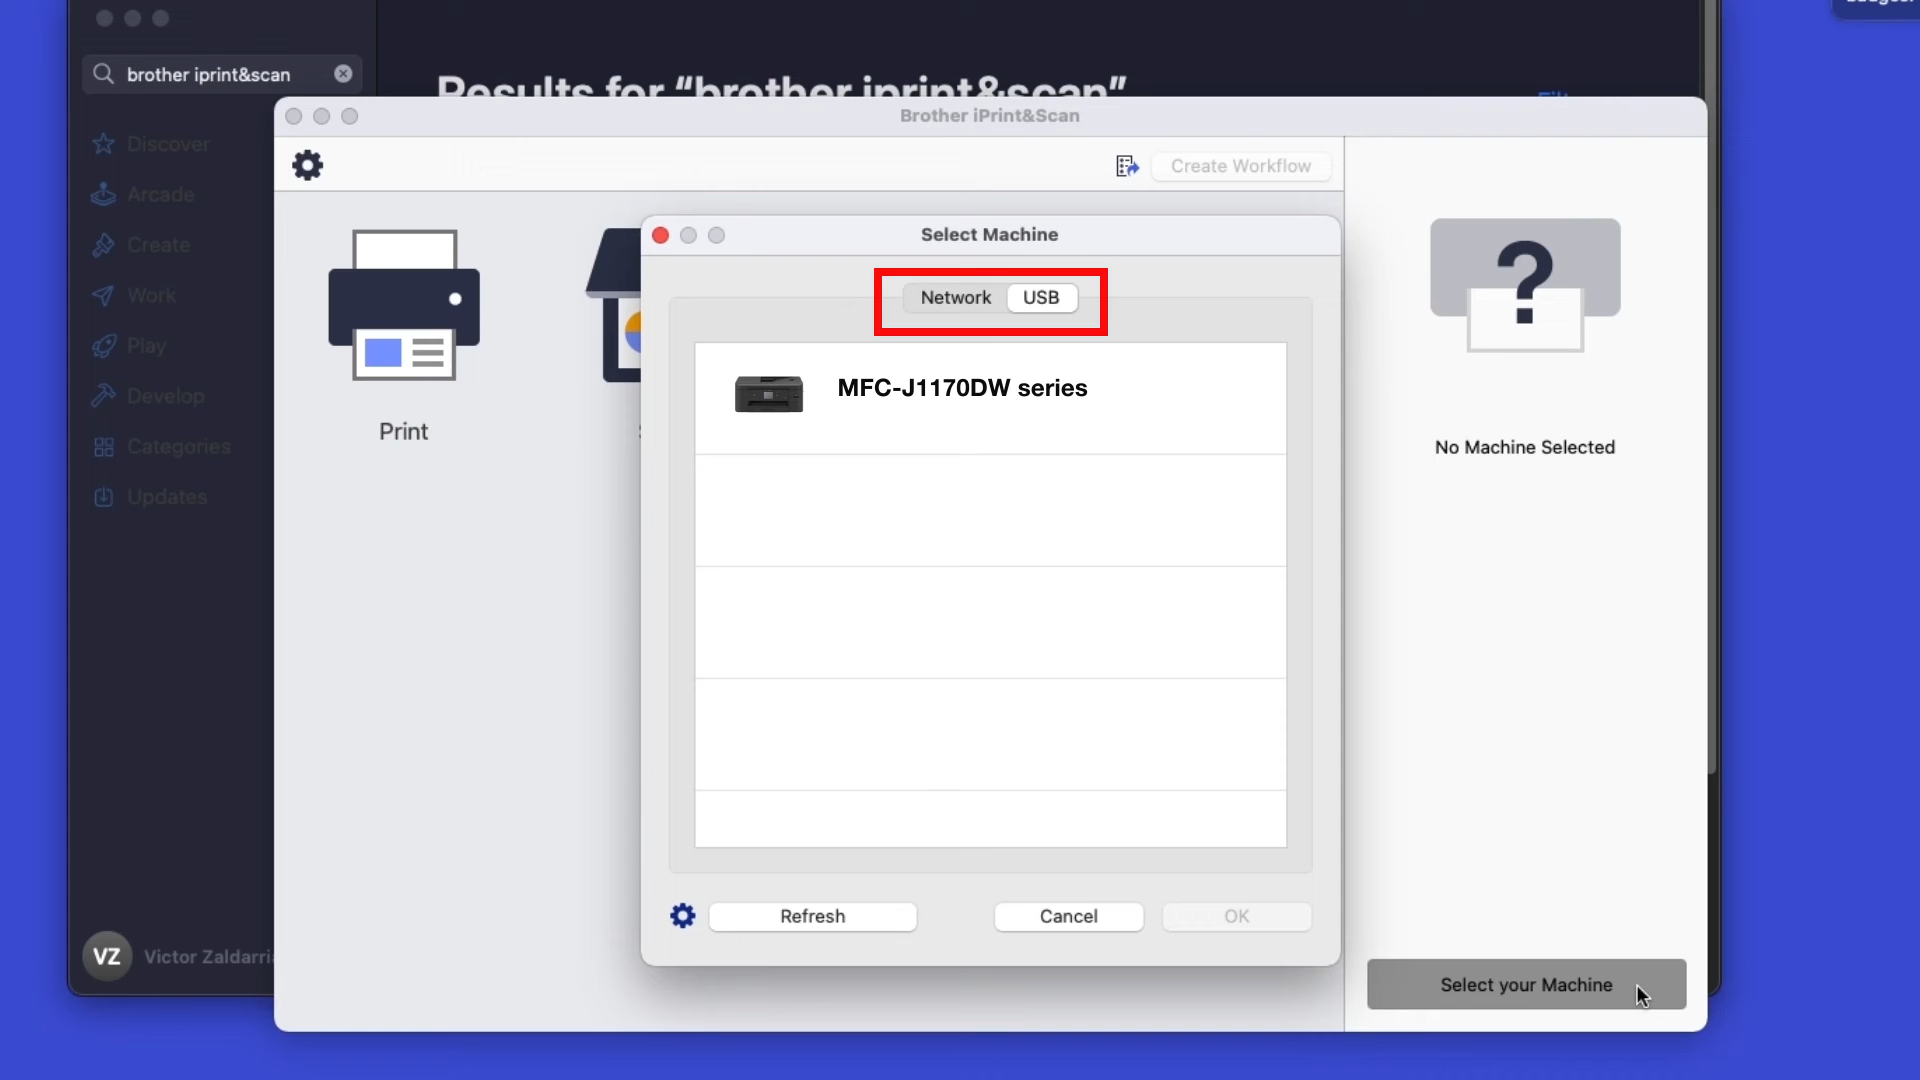 brother iprint&scan
Results for “brother iprint&scan”
Brother iPrint&Scan
Discover
Arcade
Create
Work
Play
Develop
Categories
Updates
Create Workflow
Select Machine
Network
USB
MFC-J1170DW series
Print
No Machine Selected
Refresh
Cancel
OK
VZ
Victor Zaldarri
Select your Machine